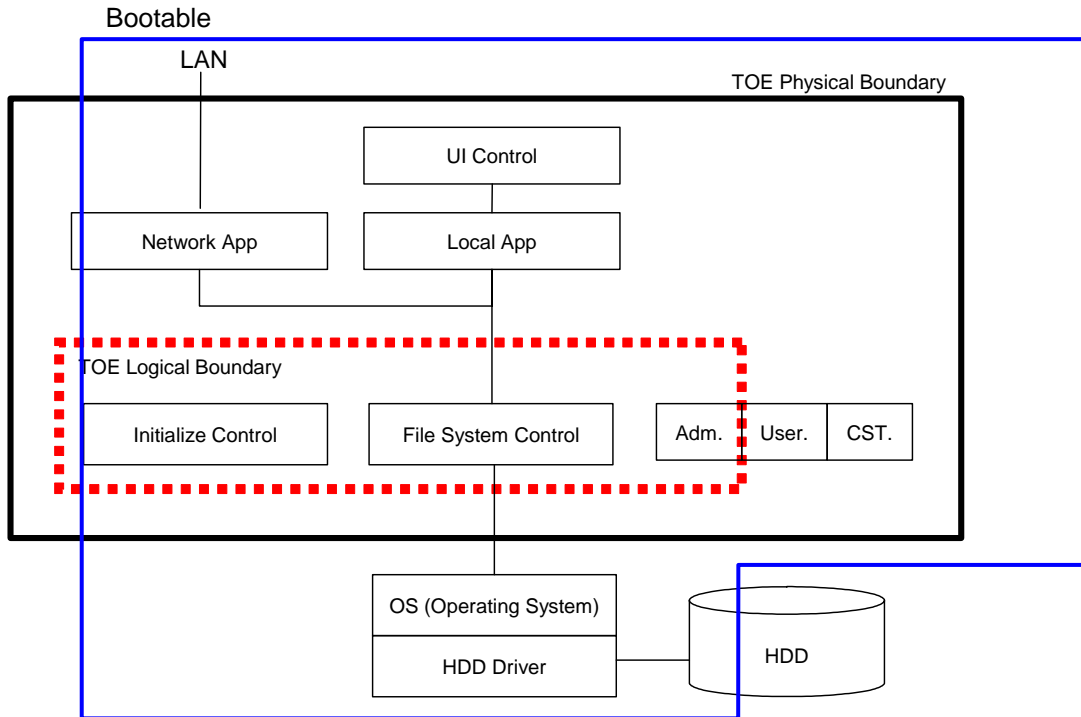 Bootable
LAN
TOE Physical Boundary
UI Control
Network App
Local App
TOE Logical Boundary
Initialize Control
File System Control
Adm.
User.
CST.
OS (Operating System)
HDD Driver
HDD